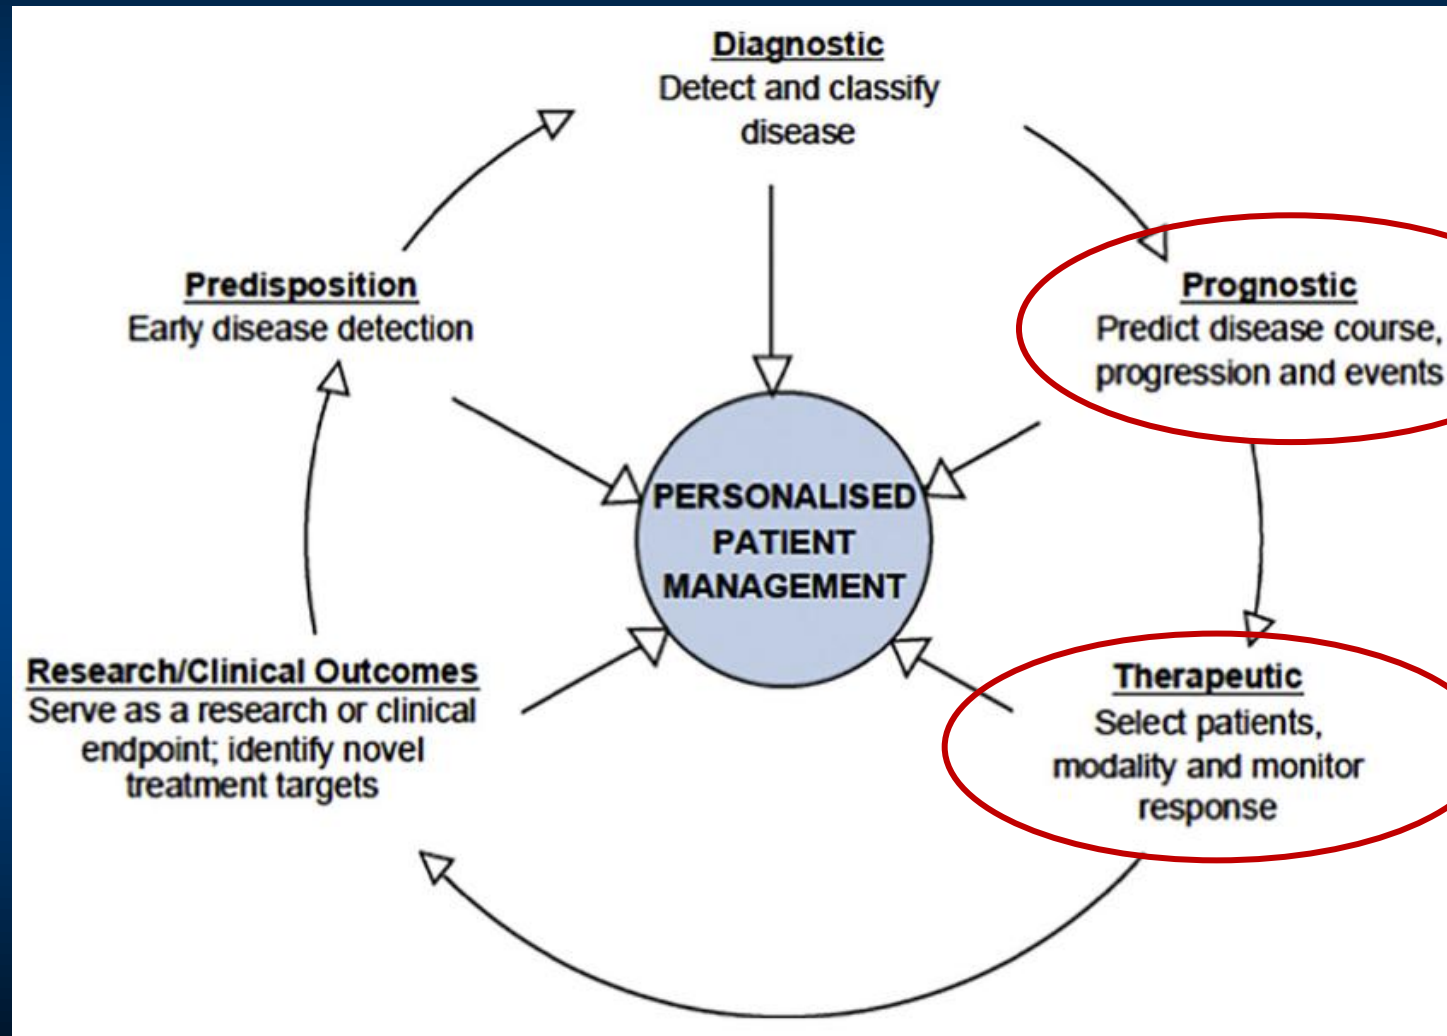 Diagnostic
Detect and classify
disease
Predisposition
Early disease detection
Prognostic
Predict disease course,
progression and events
PERSONALISED
PATIENT
MANAGEMENT
Research/Clinical Outcomes
Serve as a research or clinical
endpoint; identify novel
treatment targets
Therapeutic
Select patients,
modality and monitor
response